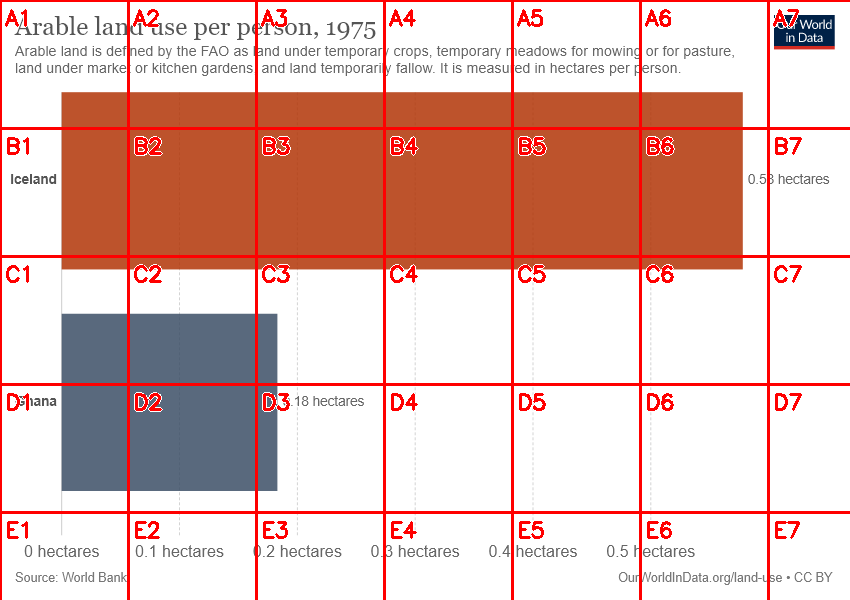 A1 A2 A3 A4 A5 A6 A7
Arable land use per person, 1975
Our World
in Data
Arable land is defined by the FAO as land under temporary crops, temporary meadows for mowing or for pasture,
land under market or kitchen gardens, and land temporarily fallow. It is measured in hectares per person.
B1 B2 B3 B4 B5 B6 B7
Iceland 0.58 hectares
C1 C2 C3 C4 C5 C6 C7
D1 D2 D3 D4 D5 D6 D7
Ghana 0.18 hectares
E1 E2 E3 E4 E5 E6 E7
0 hectares 0.1 hectares 0.2 hectares 0.3 hectares 0.4 hectares 0.5 hectares
Source: World Bank OurWorldInData.org/land-use • CC BY